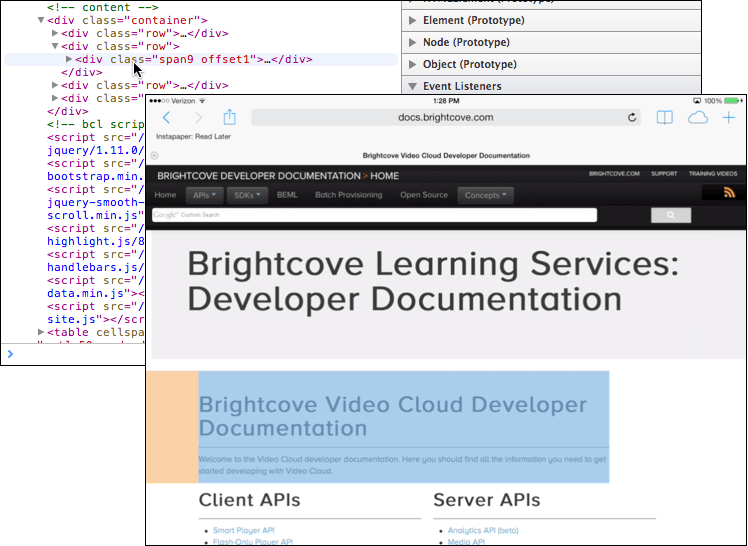 <!-- content -->
<div class="container">
<div class="row">…</div>
<div class="row">
<div class="span9 offset1">…</div>
</div>
<div class="row">…</div>
<div class="
</div>
<!-- bcl scrip
<script src="/
jquery/1.11.0/
bootstrap.min.
<script src="/
jquery-smooth-
scroll.min.js"
<script src="/
highlight.js/8
<script src="/
handlebars.js/
<script src="/
data.min.js"><
<script src="/
site.js"></scr
<table cellspa
Element (Prototype)
Node (Prototype)
Object (Prototype)
Event Listeners
Verizon 1:28 PM 100%
docs.brightcove.com
Instapaper: Read Later
Brightcove Video Cloud Developer Documentation
BRIGHTCOVE DEVELOPER DOCUMENTATION > HOME BRIGHTCOVE.COM SUPPORT TRAINING VIDEOS
Home APIs SDKs BEML Batch Provisioning Open Source Concepts
Google Custom Search
Brightcove Learning Services:
Developer Documentation
Brightcove Video Cloud Developer
Documentation
Welcome to the Video Cloud developer documentation. Here you should find all the information you need to get
started developing with Video Cloud.
Client APIs Server APIs
Smart Player API Analytics API (beta)
Flash-Only Player API Media API